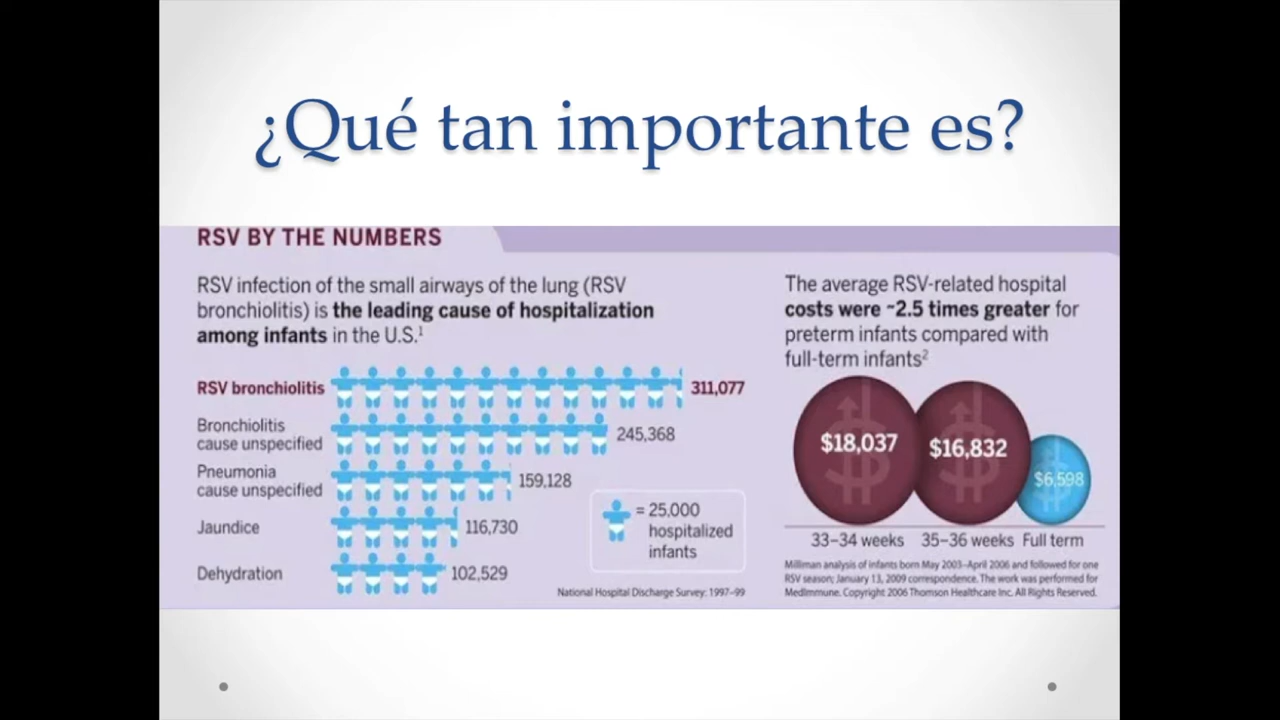 ¿Qué tan importante es?
RSV BY THE NUMBERS
RSV infection of the small airways of the lung (RSV
bronchiolitis) is the leading cause of hospitalization
among infants in the U.S.¹
RSV bronchiolitis 311,077
Bronchiolitis
cause unspecified 245,368
Pneumonia
cause unspecified 159,128
Jaundice 116,730
Dehydration 102,529
= 25,000
hospitalized
infants
National Hospital Discharge Survey: 1997–99
The average RSV-related hospital
costs were ~2.5 times greater for
preterm infants compared with
full-term infants²
$18,037 $16,832 $6,598
33–34 weeks 35–36 weeks Full term
Milliman analysis of infants born May 2003–April 2006 and followed for one
RSV season; January 13, 2009 correspondence. The work was performed for
MedImmune. Copyright 2006 Thomson Healthcare Inc. All Rights Reserved.